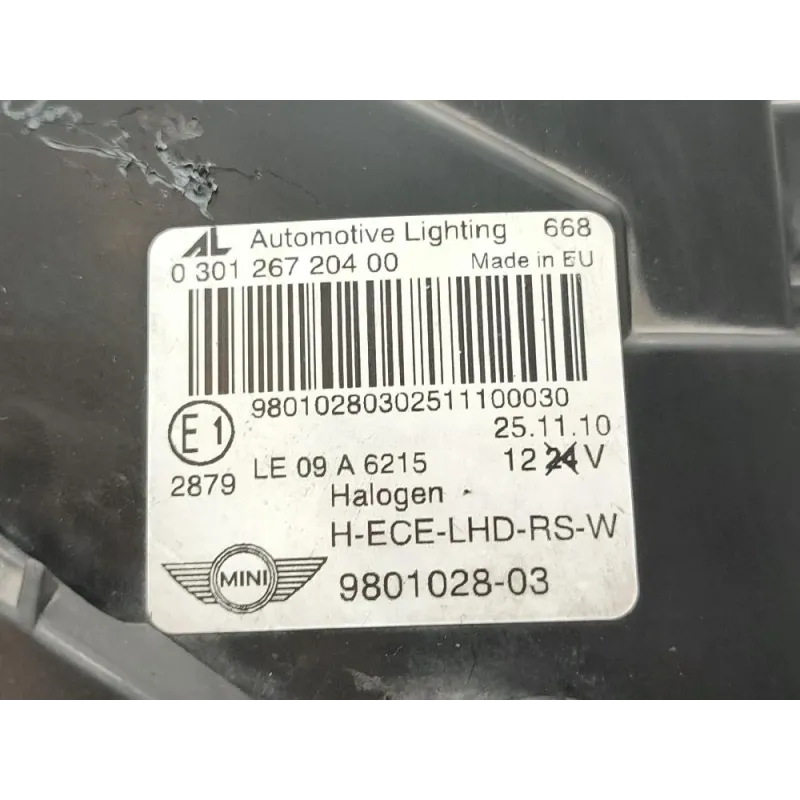 AL Automotive Lighting 668
0 301 267 204 00 Made in EU
98010280302511100030
25.11.10
E1
2879 LE 09 A 6215 12 24 V
Halogen
H-ECE-LHD-RS-W
MINI
9801028-03